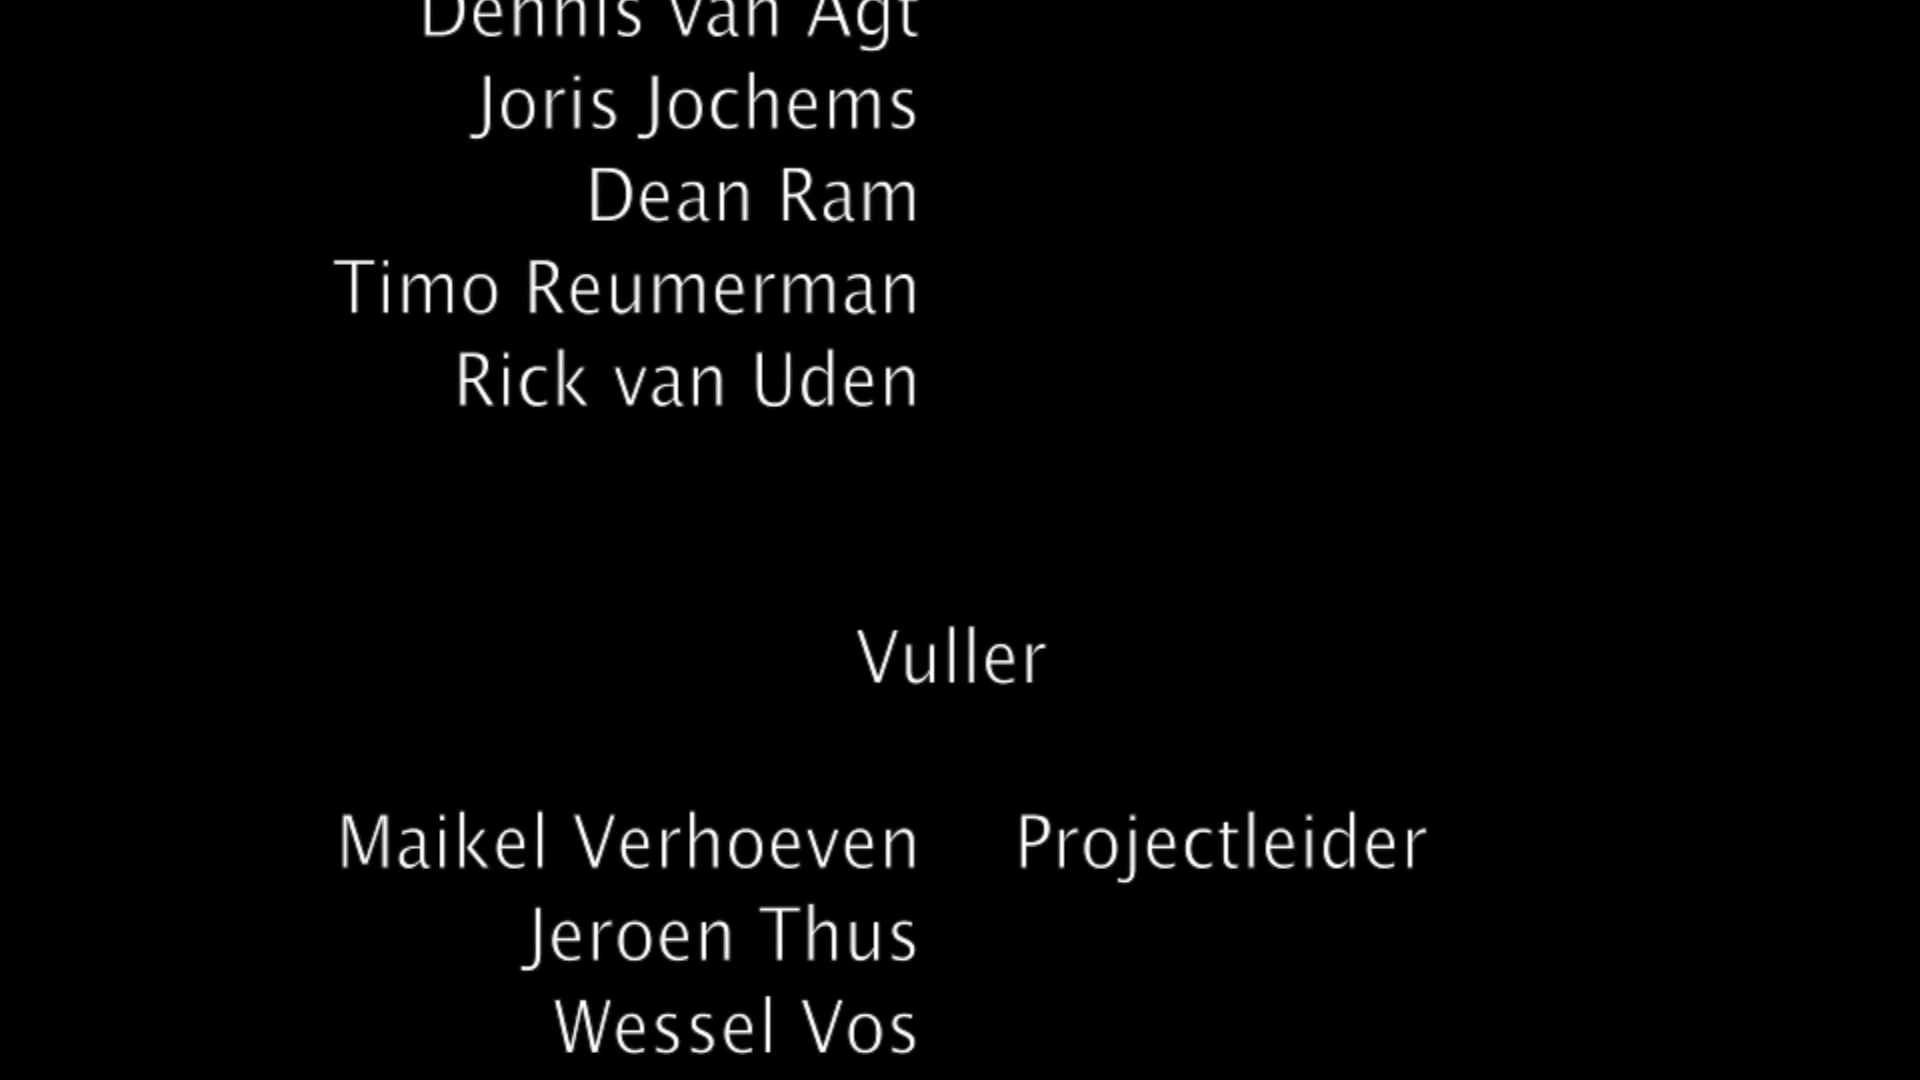 Dennis van Agt
Joris Jochems
Dean Ram
Timo Reumerman
Rick van Uden
Vuller
Maikel Verhoeven Projectleider
Jeroen Thus
Wessel Vos